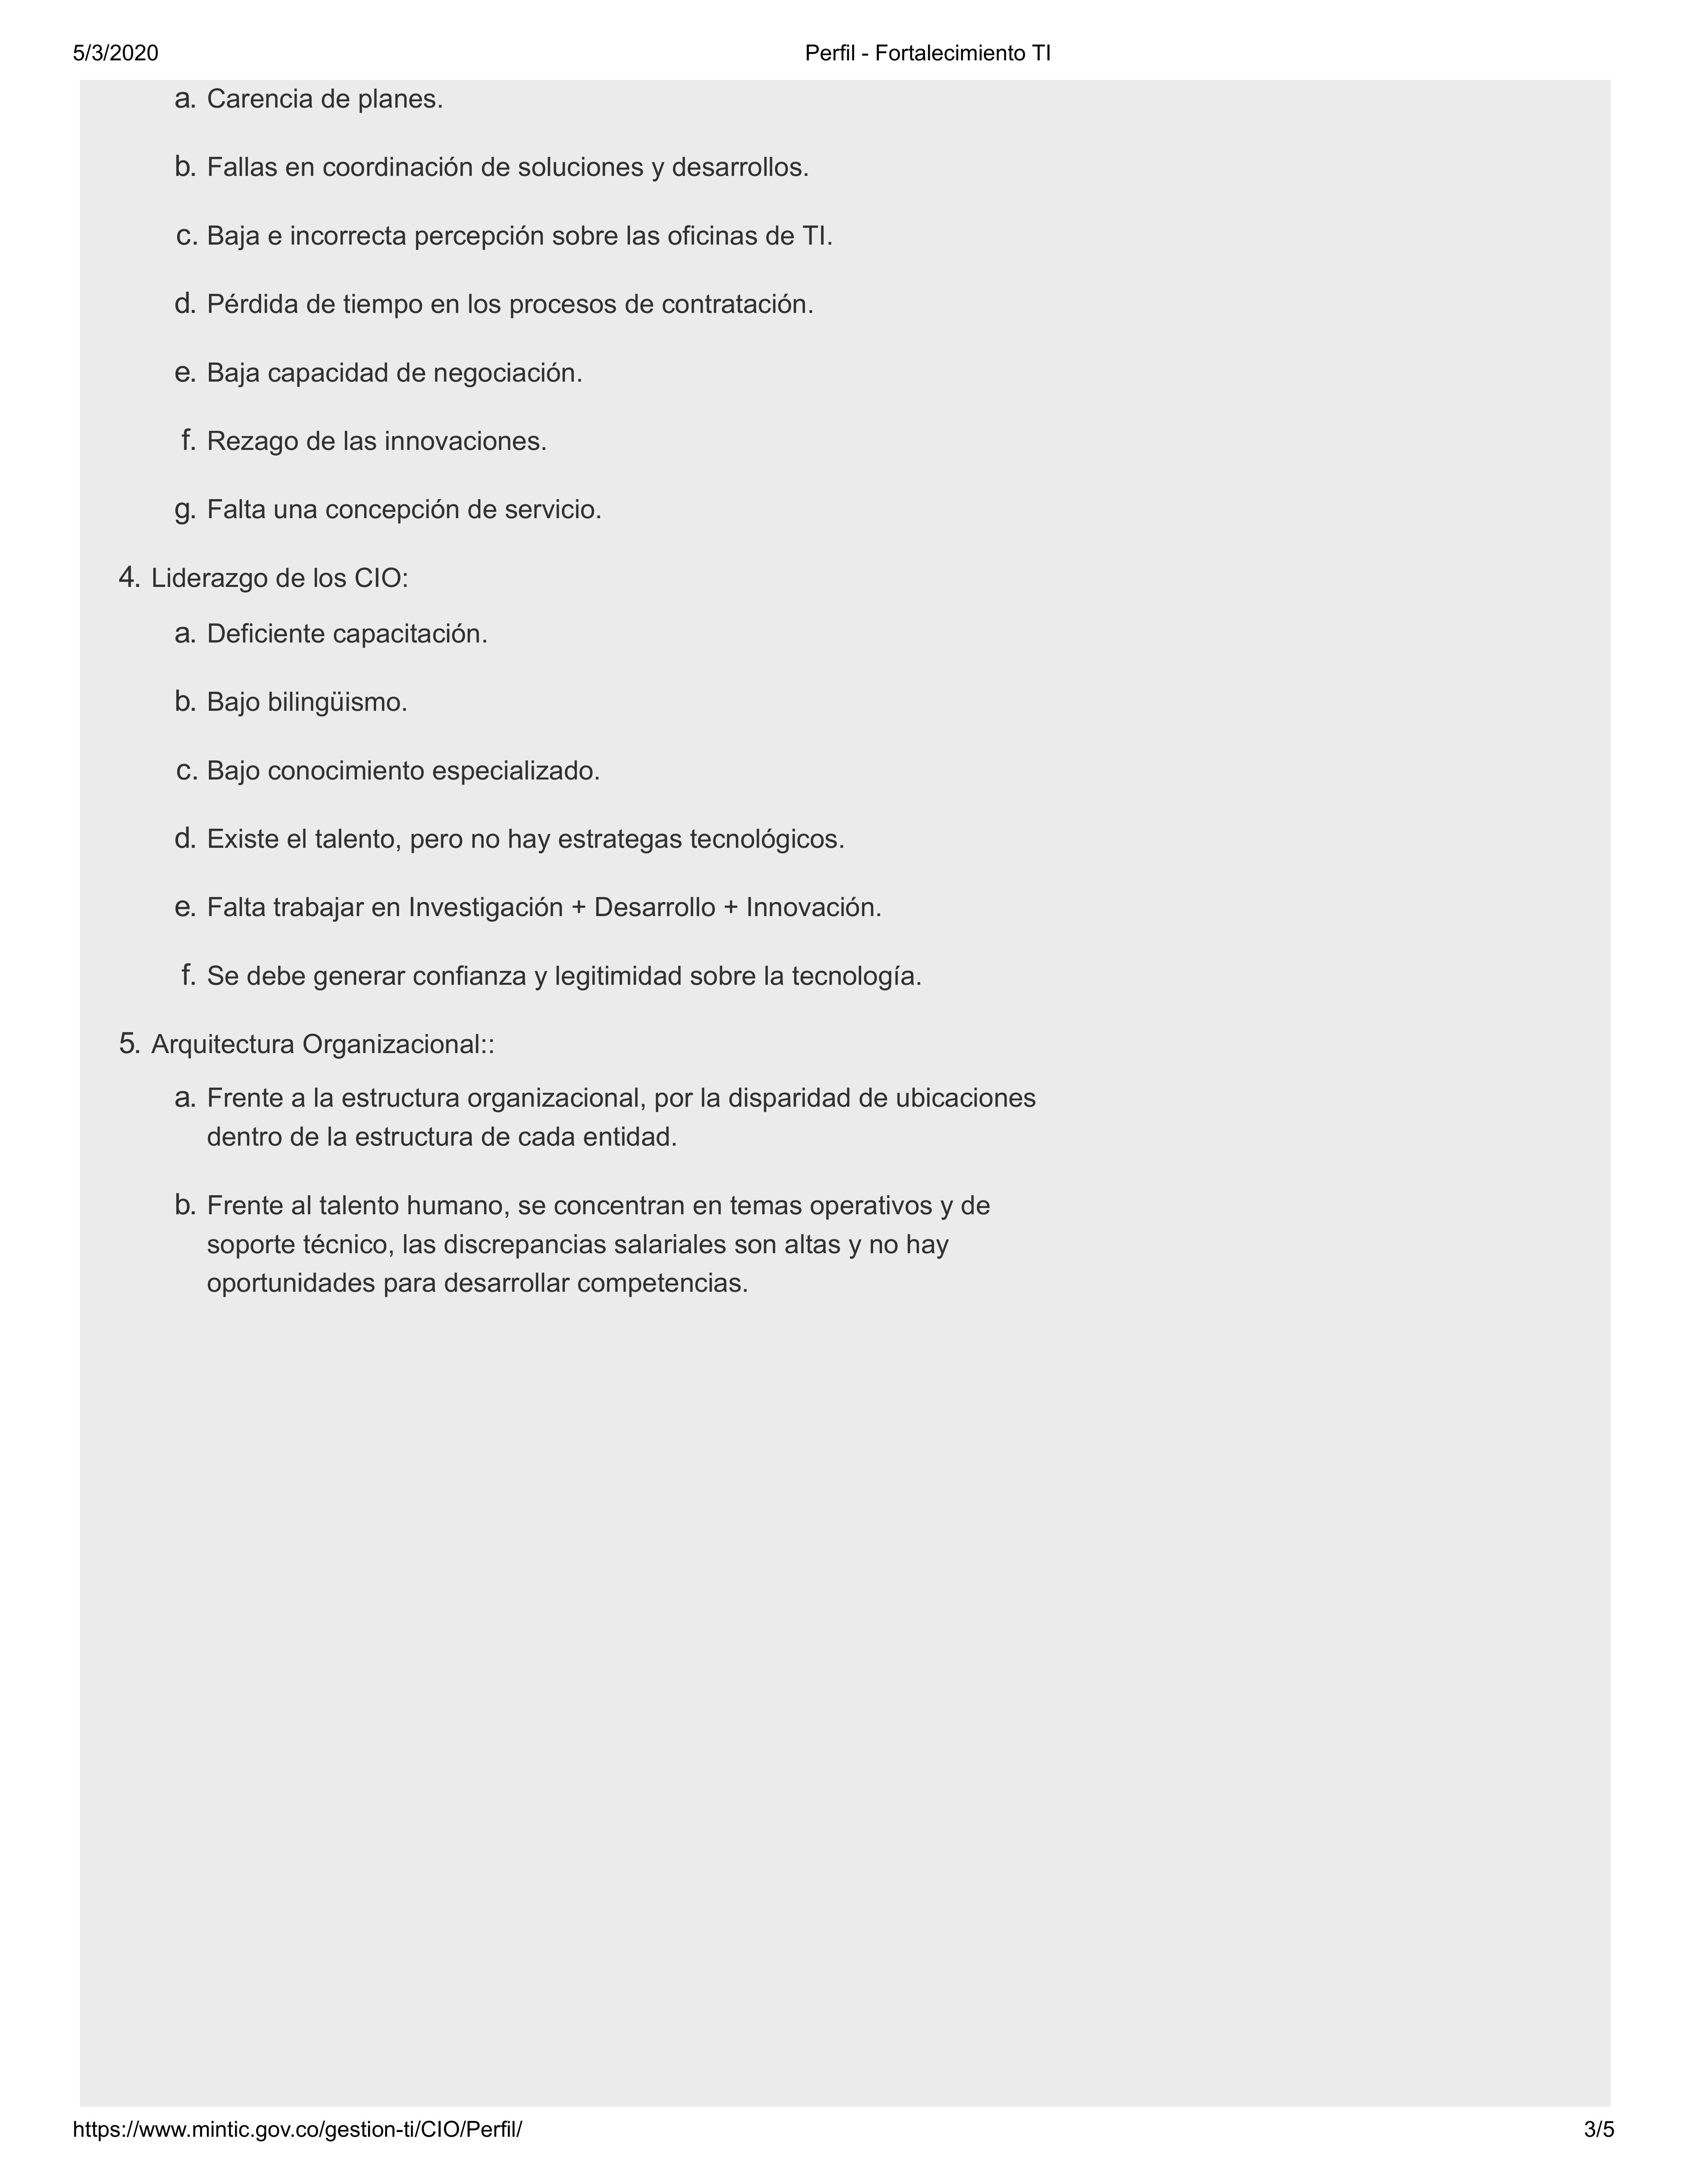 5/3/2020
Perfil - Fortalecimiento TI
a. Carencia de planes.
b. Fallas en coordinación de soluciones y desarrollos.
c. Baja e incorrecta percepción sobre las oficinas de TI.
d. Pérdida de tiempo en los procesos de contratación.
e. Baja capacidad de negociación.
f. Rezago de las innovaciones.
g. Falta una concepción de servicio.
4. Liderazgo de los CIO:
a. Deficiente capacitación.
b. Bajo bilingüismo.
c. Bajo conocimiento especializado.
d. Existe el talento, pero no hay estrategas tecnológicos.
e. Falta trabajar en Investigación + Desarrollo + Innovación.
f. Se debe generar confianza y legitimidad sobre la tecnología.
5. Arquitectura Organizacional::
a. Frente a la estructura organizacional, por la disparidad de ubicaciones
dentro de la estructura de cada entidad.
b. Frente al talento humano, se concentran en temas operativos y de
soporte técnico, las discrepancias salariales son altas y no hay
oportunidades para desarrollar competencias.
https://www.mintic.gov.co/gestion-ti/CIO/Perfil/
3/5